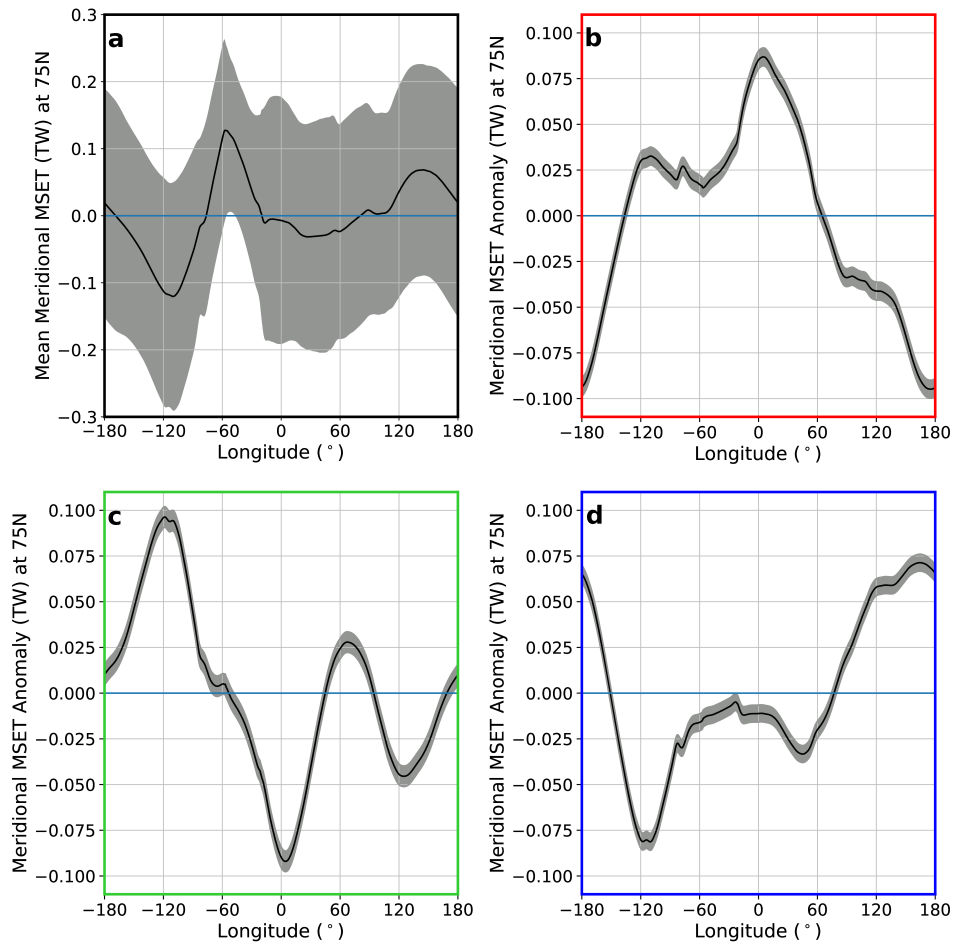 a
Mean Meridional MSET (TW) at 75N
0.3
0.2
0.1
0.0
−0.1
−0.2
−0.3
−180 −120 −60 0 60 120 180
Longitude (°)
b
Meridional MSET Anomaly (TW) at 75N
0.100
0.075
0.050
0.025
0.000
−0.025
−0.050
−0.075
−0.100
−180 −120 −60 0 60 120 180
Longitude (°)
c
Meridional MSET Anomaly (TW) at 75N
0.100
0.075
0.050
0.025
0.000
−0.025
−0.050
−0.075
−0.100
−180 −120 −60 0 60 120 180
Longitude (°)
d
Meridional MSET Anomaly (TW) at 75N
0.100
0.075
0.050
0.025
0.000
−0.025
−0.050
−0.075
−0.100
−180 −120 −60 0 60 120 180
Longitude (°)